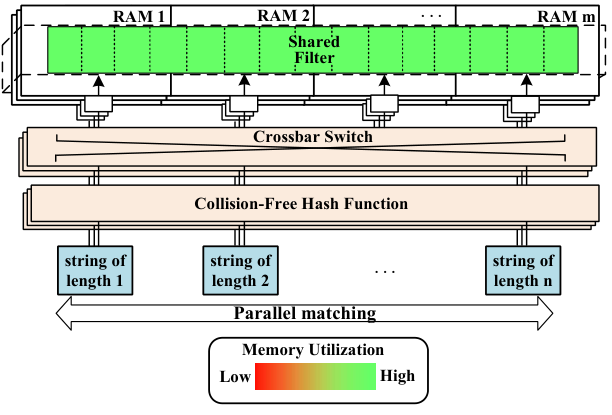 RAM 1
RAM 2
. . .
RAM m
Shared
Filter
Crossbar Switch
Collision-Free Hash Function
string of
length 1
string of
length 2
. . .
string of
length n
Parallel matching
Memory Utilization
Low
High